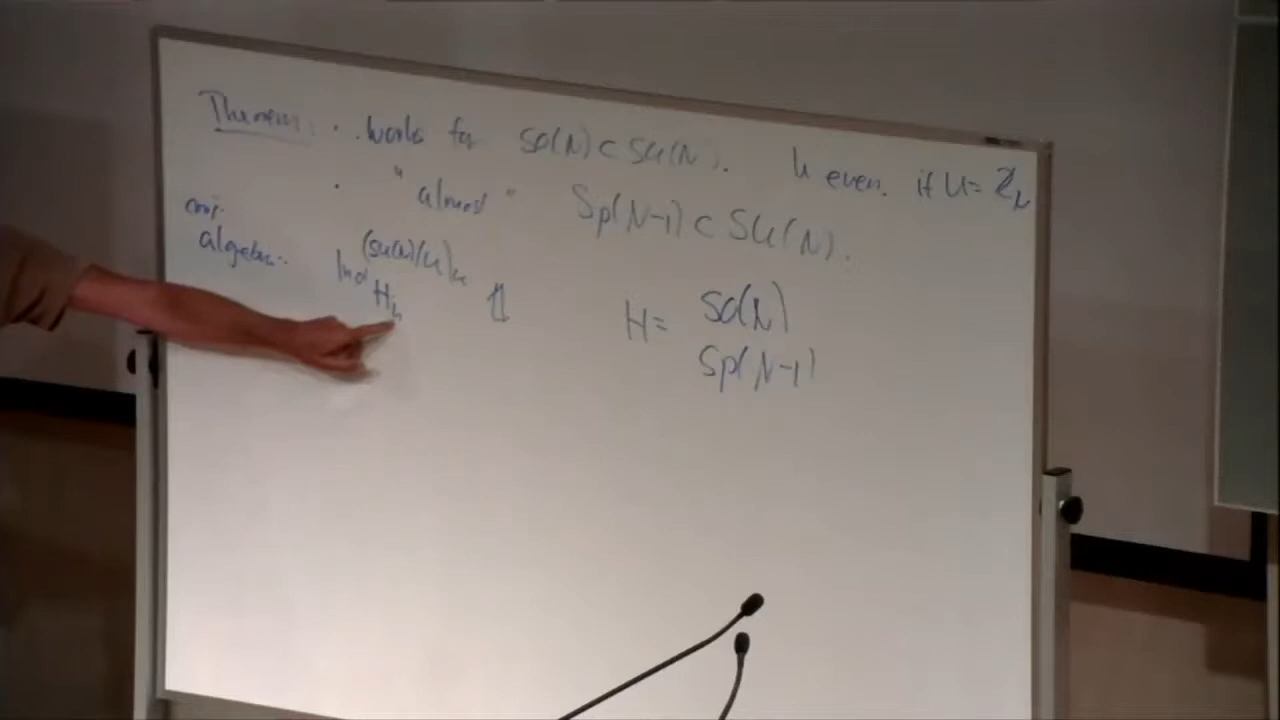 Theorem: · works for SO(N) ⊂ SU(N). k even. if U = Z_N
· "almost" Sp(N-1) ⊂ SU(N).
algebra.. Ind (SU(N)/U)_k H_k ⇅
H = SO(N)
Sp(N-1)